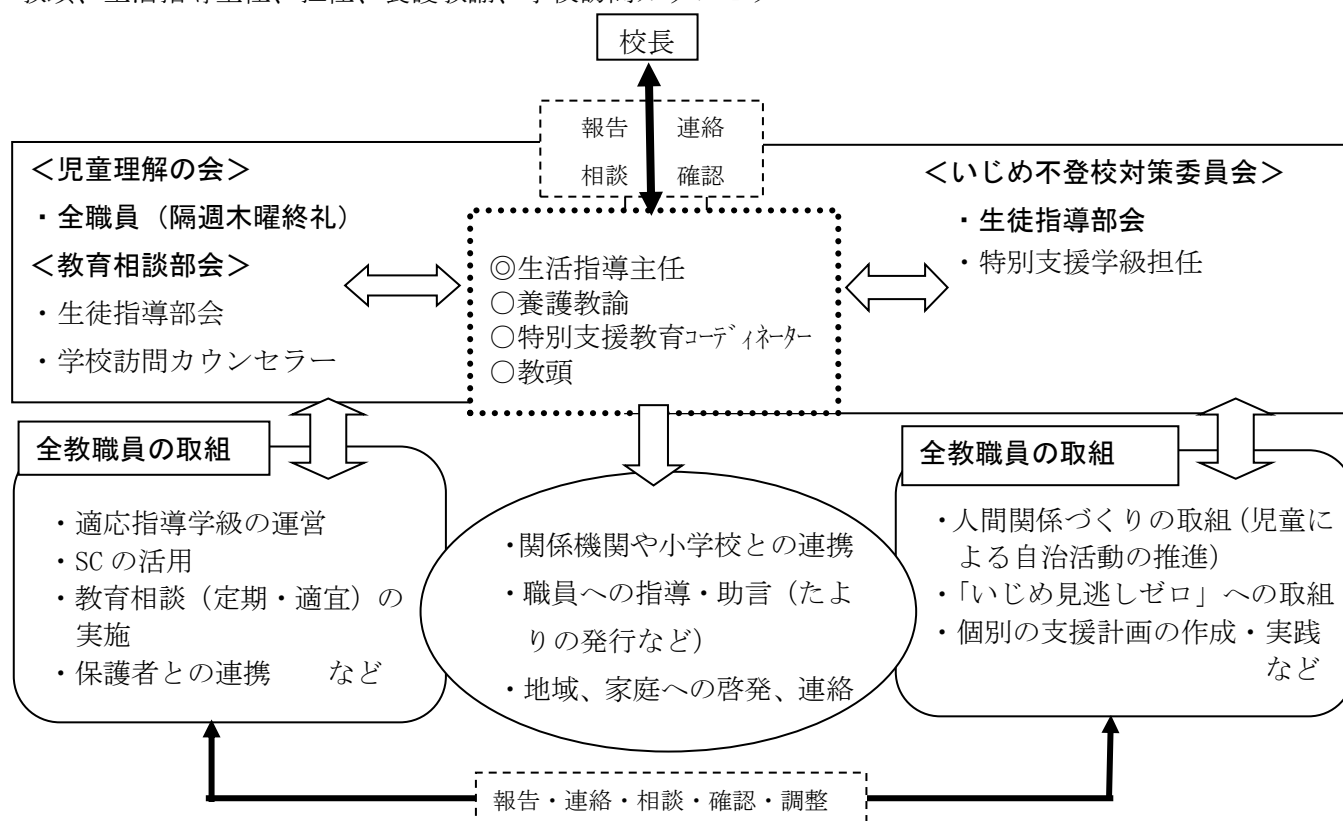 校長
報告 連絡
相談 確認
＜児童理解の会＞
・全職員（隔週木曜終礼）
＜教育相談部会＞
・生徒指導部会
・学校訪問カウンセラー
◎生活指導主任
○養護教諭
○特別支援教育コーディネーター
○教頭
＜いじめ不登校対策委員会＞
・生徒指導部会
・特別支援学級担任
全教職員の取組
・適応指導学級の運営
・SCの活用
・教育相談（定期・適宜）の
実施
・保護者との連携　　など
・関係機関や小学校との連携
・職員への指導・助言（たよ
りの発行など）
・地域、家庭への啓発、連絡
全教職員の取組
・人間関係づくりの取組（児童に
よる自治活動の推進）
・「いじめ見逃しゼロ」への取組
・個別の支援計画の作成・実践
など
報告・連絡・相談・確認・調整